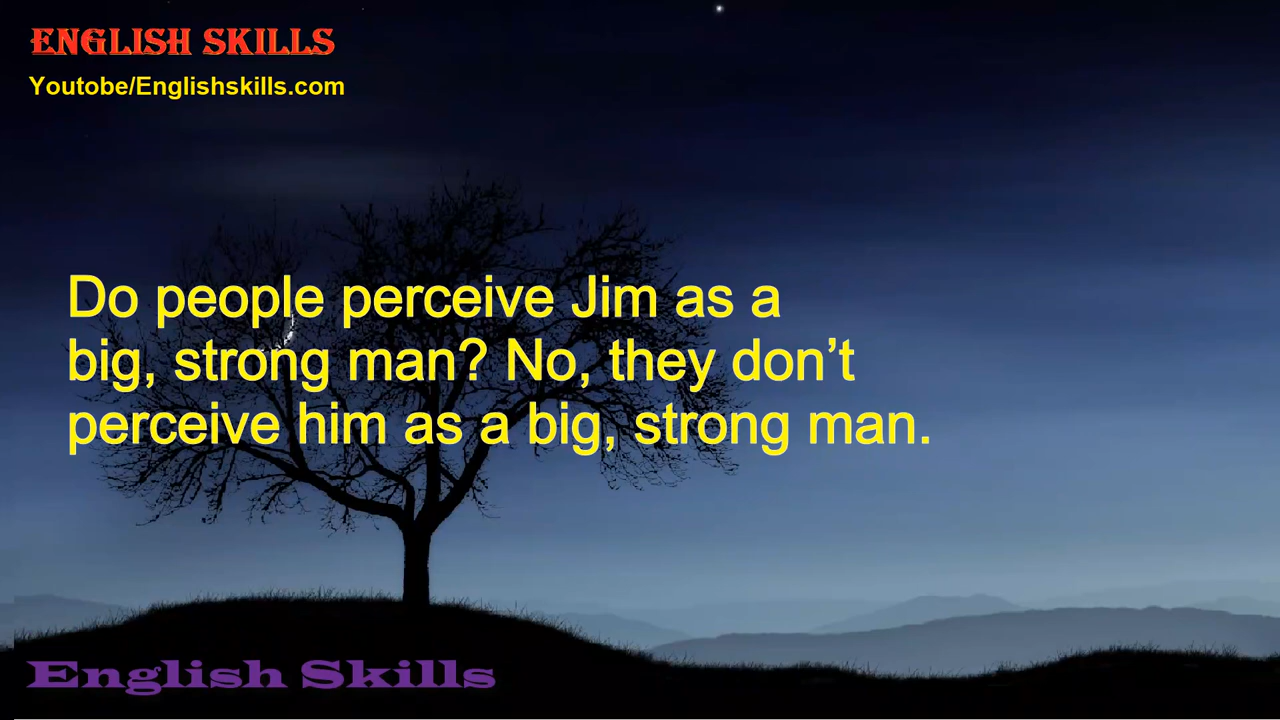 ENGLISH SKILLS
Youtobe/Englishskills.com
Do people perceive Jim as a
big, strong man? No, they don’t
perceive him as a big, strong man.
English Skills